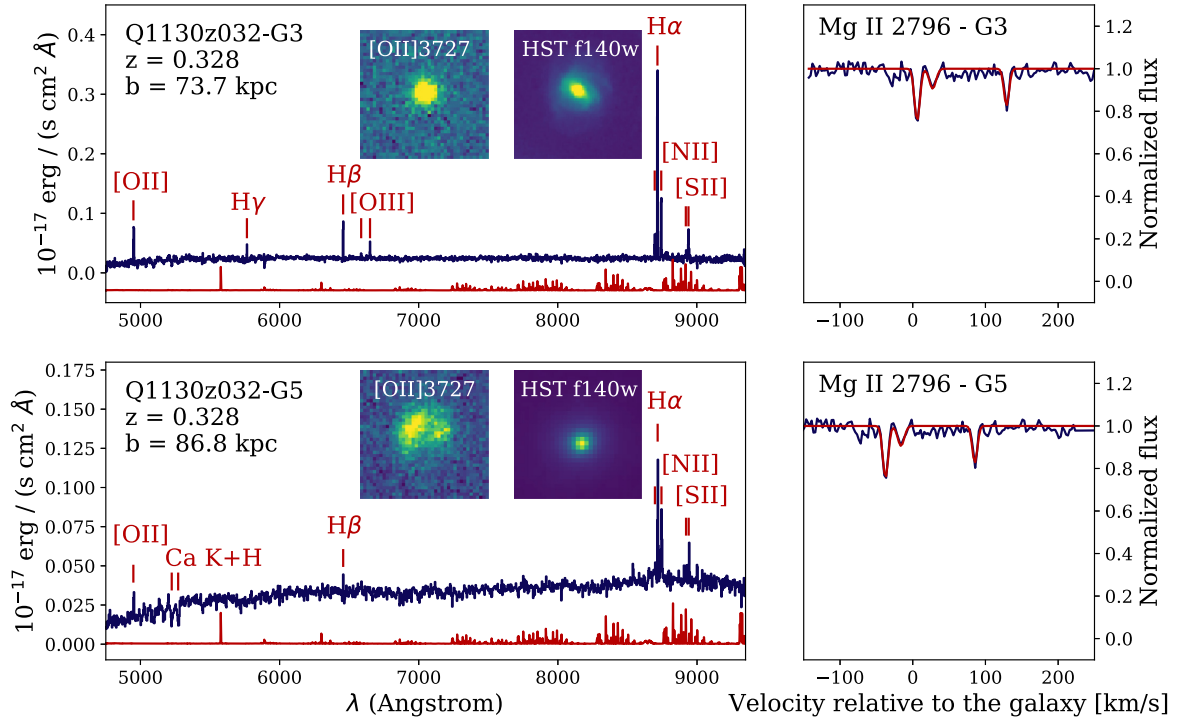 Q1130z032-G3
z = 0.328
b = 73.7 kpc
[OII]3727
HST f140w
Hα
[NII]
[SII]
[OII]
Hγ
Hβ
[OIII]
10⁻¹⁷ erg / (s cm² Å)
0.4
0.3
0.2
0.1
0.0
5000 6000 7000 8000 9000
Mg II 2796 - G3
1.2
1.0
0.8
0.6
0.4
0.2
0.0
Normalized flux
−100 0 100 200
Q1130z032-G5
z = 0.328
b = 86.8 kpc
[OII]3727
HST f140w
Hα
[NII]
[SII]
[OII]
Ca K+H
Hβ
10⁻¹⁷ erg / (s cm² Å)
0.175
0.150
0.125
0.100
0.075
0.050
0.025
0.000
5000 6000 7000 8000 9000
λ (Angstrom)
Mg II 2796 - G5
1.2
1.0
0.8
0.6
0.4
0.2
0.0
Normalized flux
−100 0 100 200
Velocity relative to the galaxy [km/s]